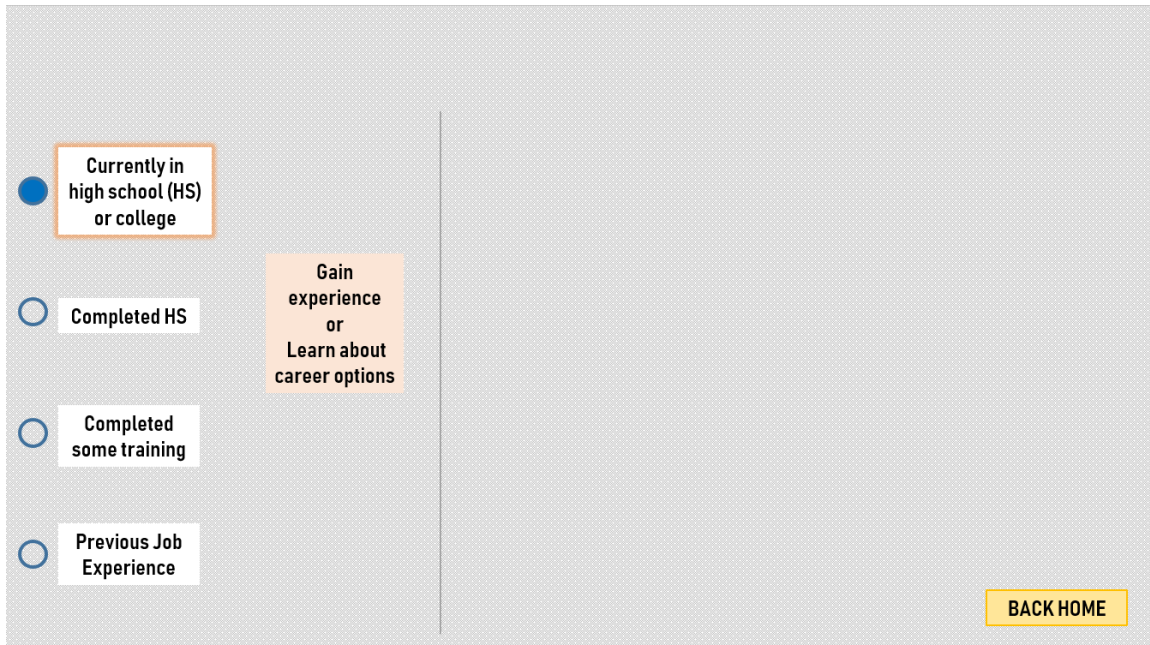 Currently in
high school (HS)
or college
Completed HS
Completed
some training
Previous Job
Experience
Gain
experience
or
Learn about
career options
BACK HOME